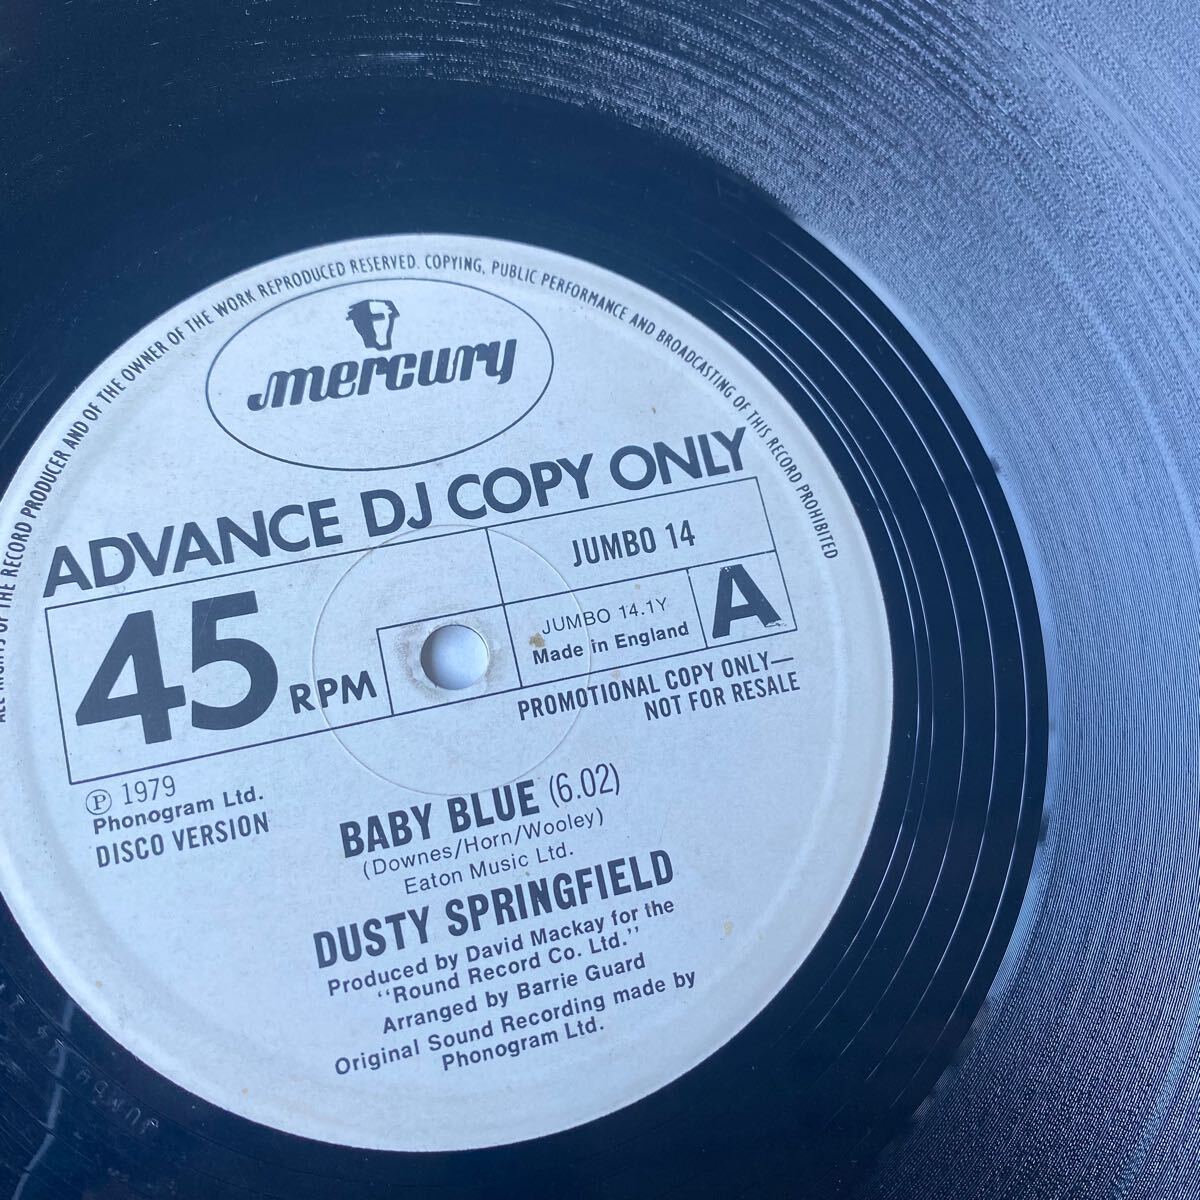 ALL RIGHTS OF THE RECORD PRODUCER AND OF THE OWNER OF THE WORK REPRODUCED RESERVED. COPYING, PUBLIC PERFORMANCE AND BROADCASTING OF THIS RECORD PROHIBITED
mercury
ADVANCE DJ COPY ONLY
45 RPM
JUMBO 14
JUMBO 14.1Y
Made in England
A
PROMOTIONAL COPY ONLY—
NOT FOR RESALE
Ⓟ 1979
Phonogram Ltd.
DISCO VERSION
BABY BLUE (6.02)
(Downes/Horn/Wooley)
Eaton Music Ltd.
DUSTY SPRINGFIELD
Produced by David Mackay for the
"Round Record Co. Ltd."
Arranged by Barrie Guard
Original Sound Recording made by
Phonogram Ltd.